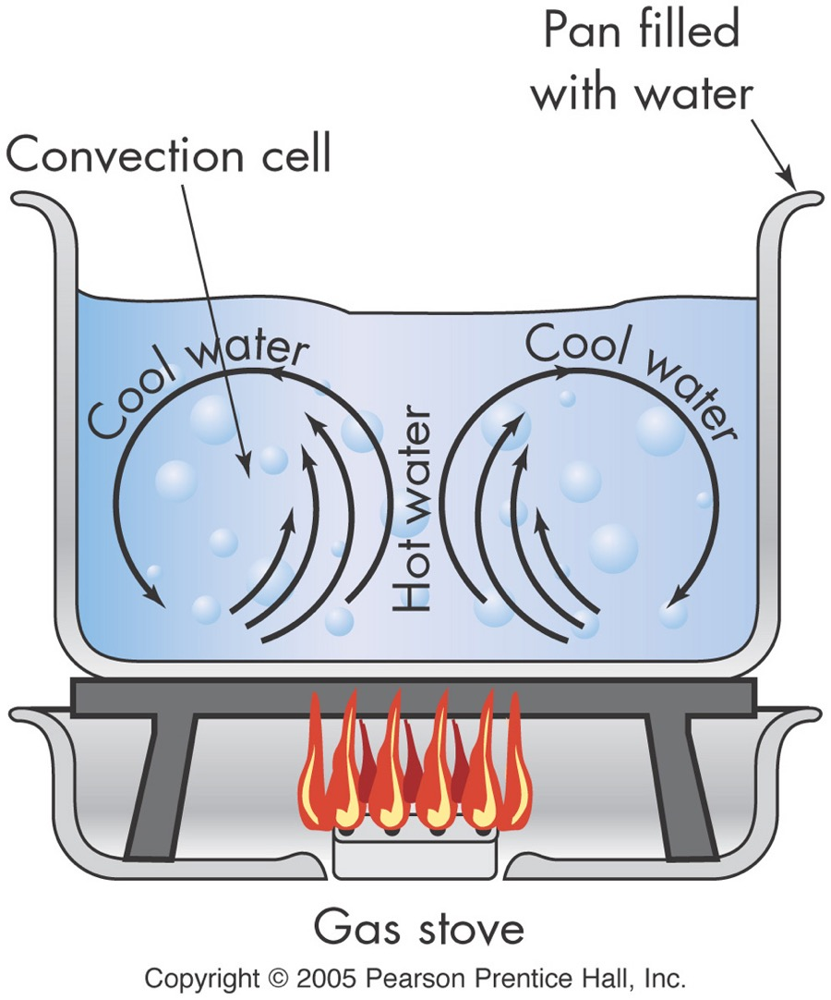 Pan filled
with water
Convection cell
Cool water
Cool water
Hot water
Gas stove
Copyright © 2005 Pearson Prentice Hall, Inc.